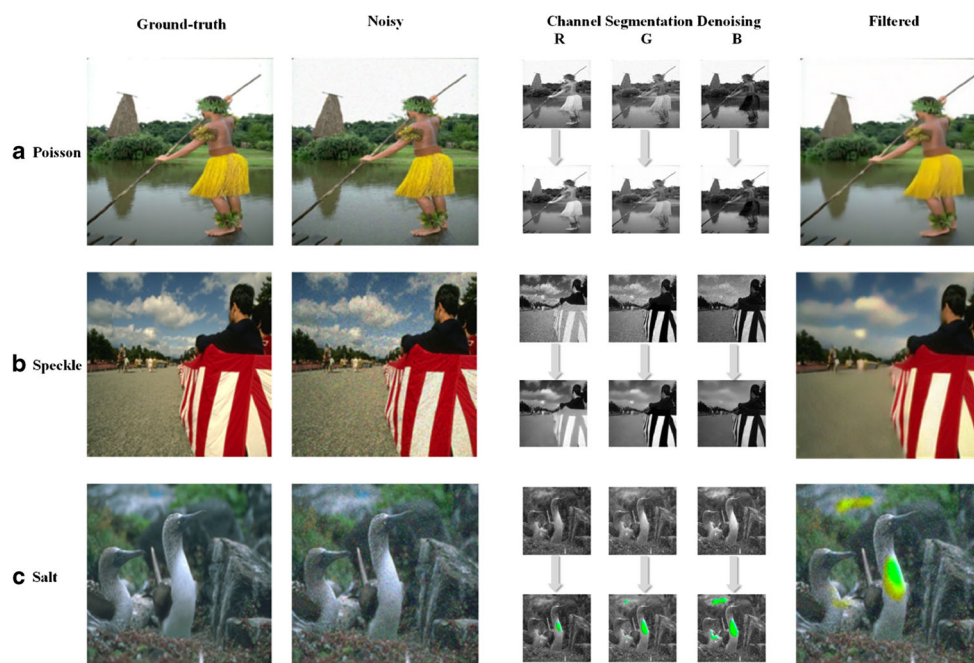 Ground-truth Noisy Channel Segmentation Denoising Filtered
R G B
a Poisson
b Speckle
c Salt